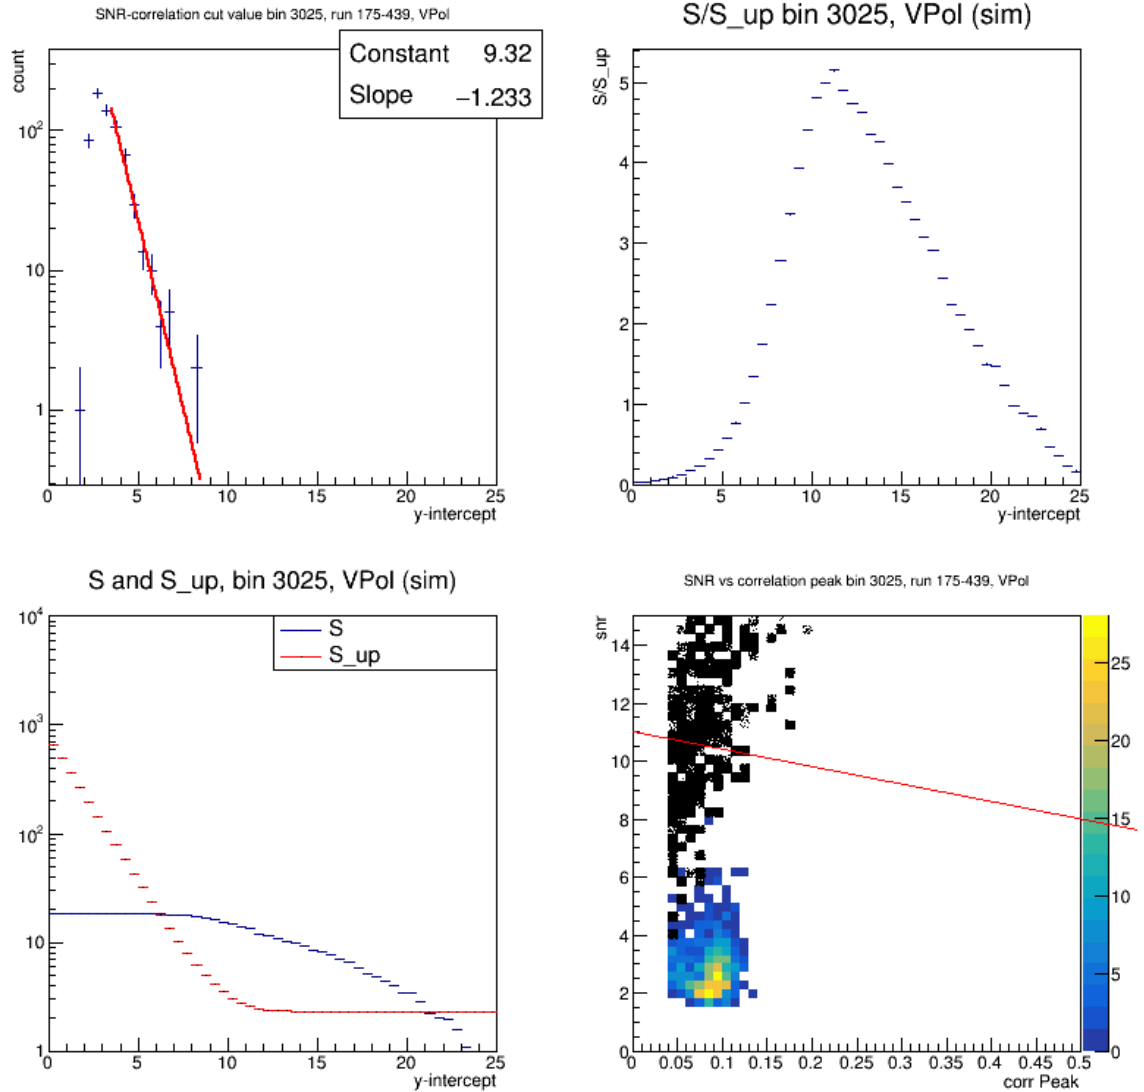 SNR-correlation cut value bin 3025, run 175-439, VPol
count
Constant 9.32
Slope −1.233
10²
10
1
0 5 10 15 20 25
y-intercept
S/S_up bin 3025, VPol (sim)
S/S_up
5
4
3
2
1
0
0 5 10 15 20 25
y-intercept
S and S_up, bin 3025, VPol (sim)
S
S_up
10⁴
10³
10²
10
1
0 5 10 15 20 25
y-intercept
SNR vs correlation peak bin 3025, run 175-439, VPol
snr
14
12
10
8
6
4
2
0
0 0.05 0.1 0.15 0.2 0.25 0.3 0.35 0.4 0.45 0.5
corr Peak
25
20
15
10
5
0